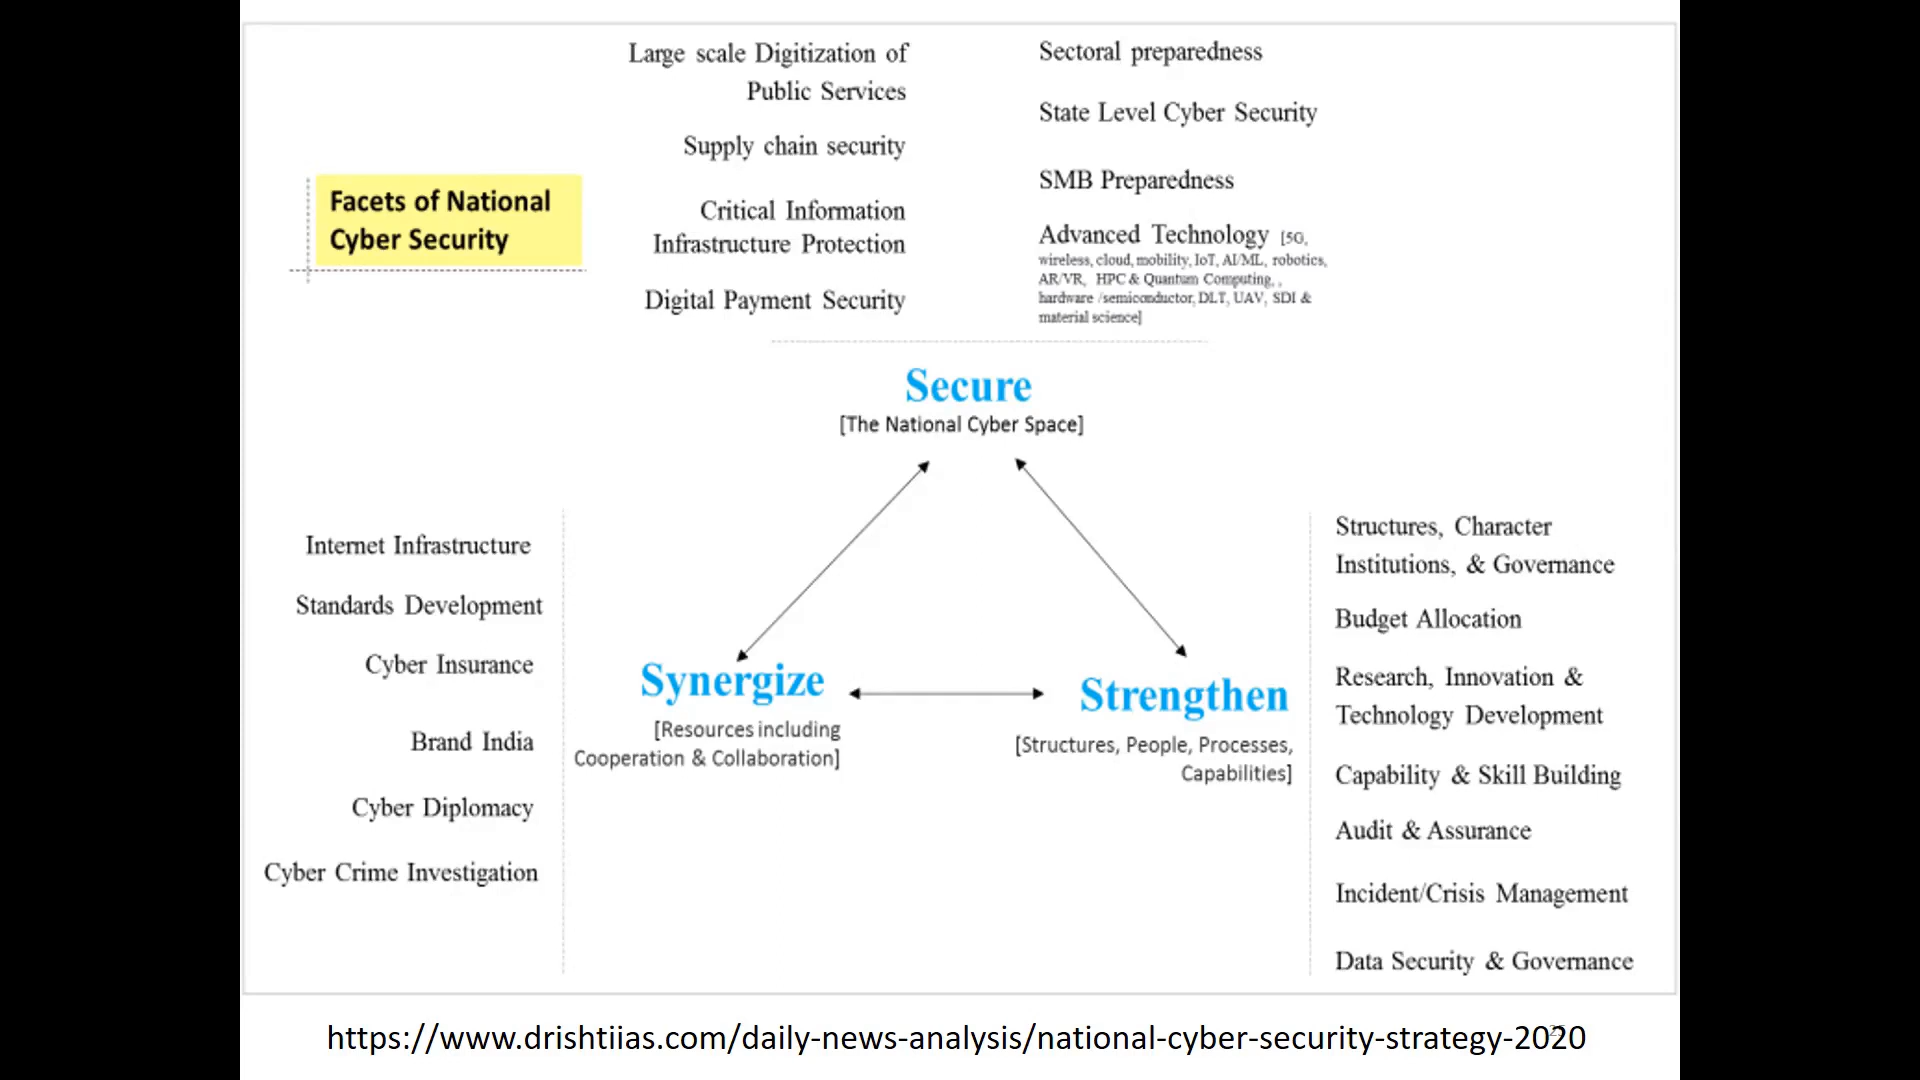 Facets of National
Cyber Security
Large scale Digitization of
Public Services
Supply chain security
Critical Information
Infrastructure Protection
Digital Payment Security
Sectoral preparedness
State Level Cyber Security
SMB Preparedness
Advanced Technology [5G,
wireless, cloud, mobility, IoT, AI/ML, robotics,
AR/VR, HPC & Quantum Computing, ,
hardware /semiconductor, DLT, UAV, SDI &
material science]
Secure
[The National Cyber Space]
Internet Infrastructure
Standards Development
Cyber Insurance
Brand India
Cyber Diplomacy
Cyber Crime Investigation
Synergize
[Resources including
Cooperation & Collaboration]
Strengthen
[Structures, People, Processes,
Capabilities]
Structures, Character
Institutions, & Governance
Budget Allocation
Research, Innovation &
Technology Development
Capability & Skill Building
Audit & Assurance
Incident/Crisis Management
Data Security & Governance
https://www.drishtiias.com/daily-news-analysis/national-cyber-security-strategy-2020